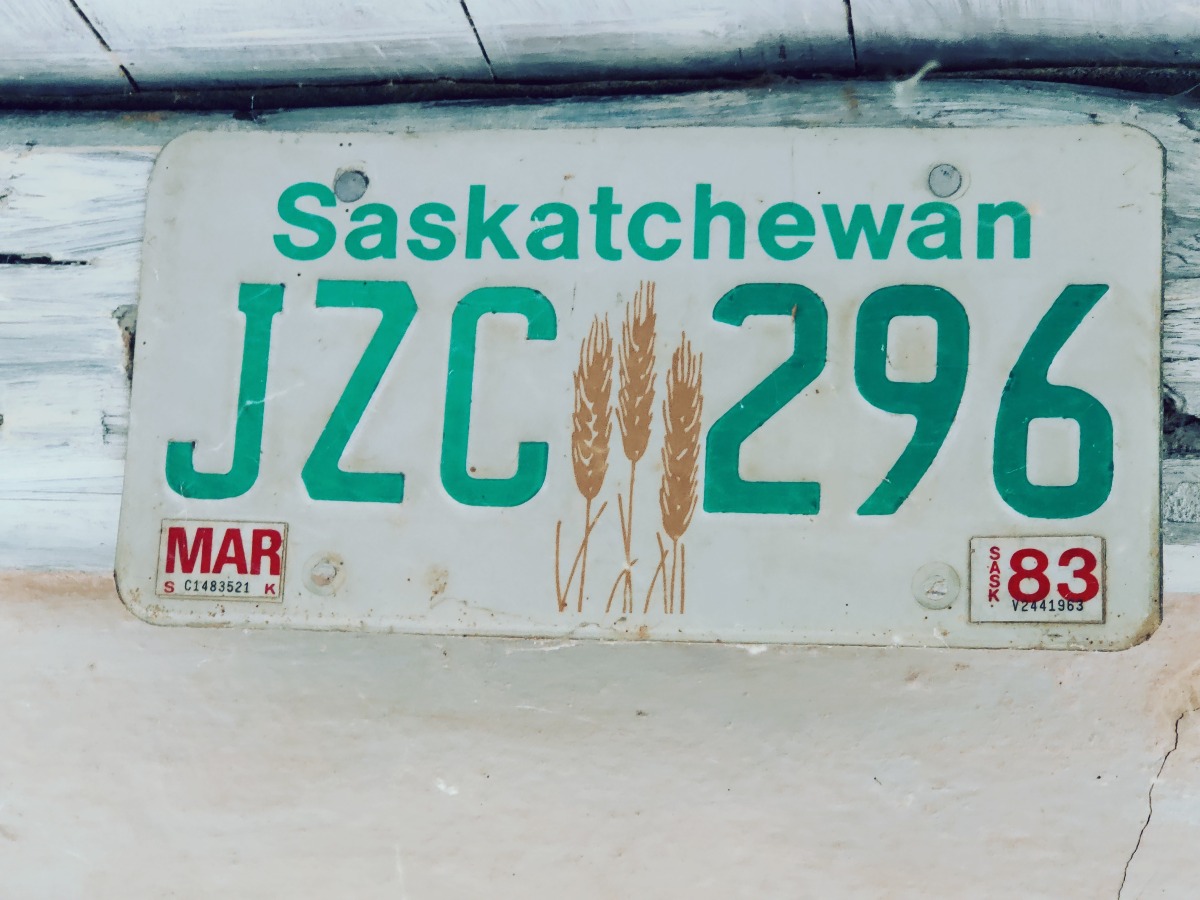 Saskatchewan
JZC 296
MAR
S C1483521 K
SASK 83
V2441963